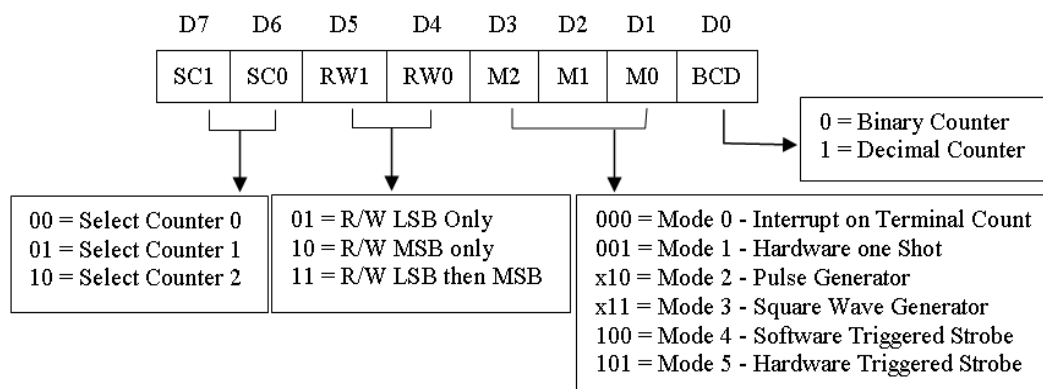 D7 D6 D5 D4 D3 D2 D1 D0
SC1 SC0 RW1 RW0 M2 M1 M0 BCD
0 = Binary Counter
1 = Decimal Counter
00 = Select Counter 0
01 = Select Counter 1
10 = Select Counter 2
01 = R/W LSB Only
10 = R/W MSB only
11 = R/W LSB then MSB
000 = Mode 0 - Interrupt on Terminal Count
001 = Mode 1 - Hardware one Shot
x10 = Mode 2 - Pulse Generator
x11 = Mode 3 - Square Wave Generator
100 = Mode 4 - Software Triggered Strobe
101 = Mode 5 - Hardware Triggered Strobe